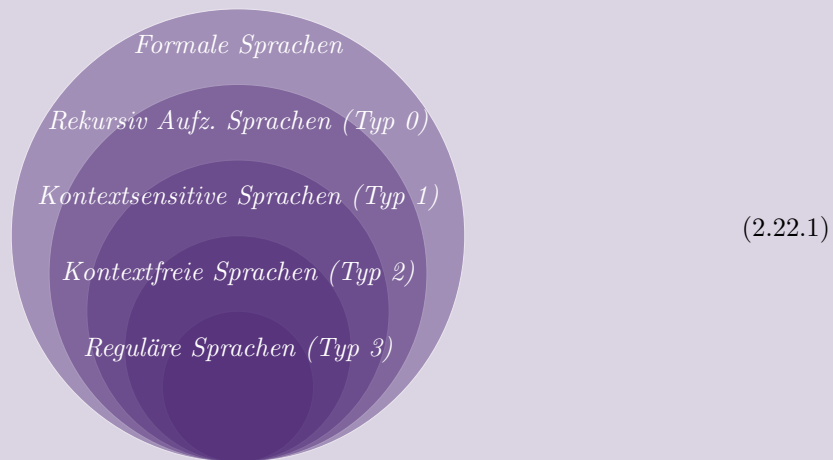 Formale Sprachen
Rekursiv Aufz. Sprachen (Typ 0)
Kontextsensitive Sprachen (Typ 1)
(2.22.1)
Kontextfreie Sprachen (Typ 2)
Reguläre Sprachen (Typ 3)